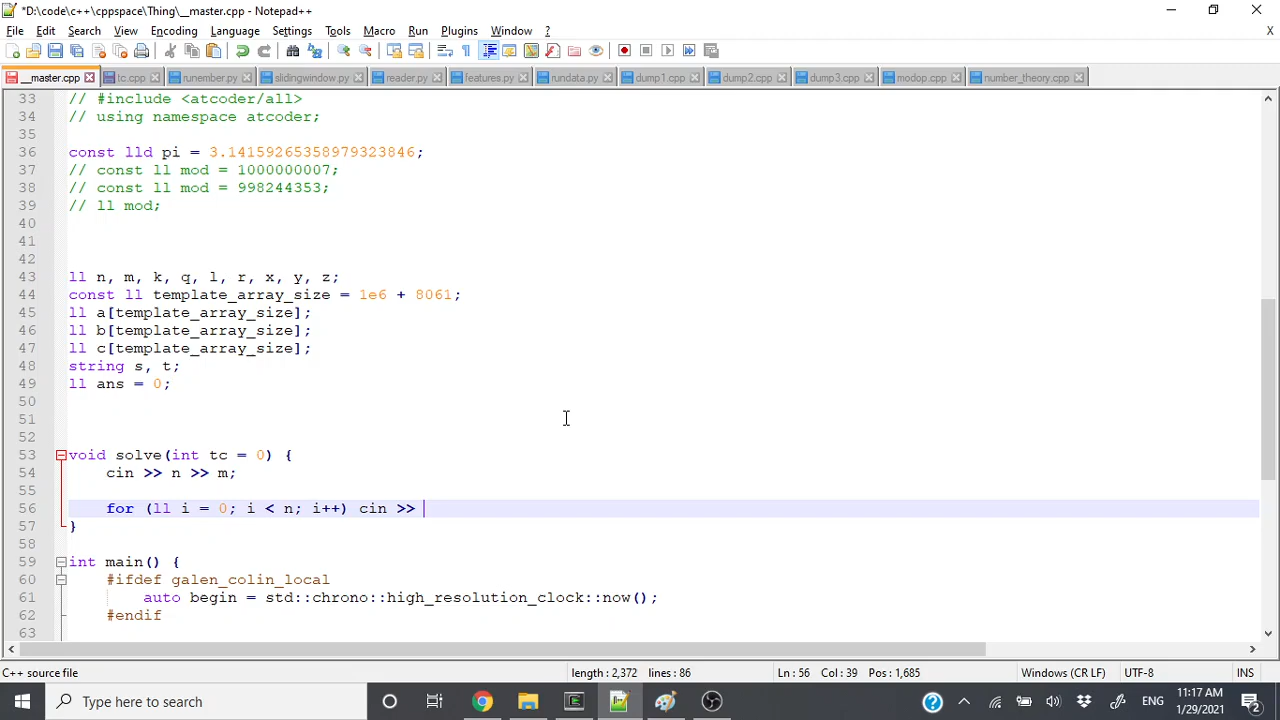 *D:\code\c++\cppspace\Thing\__master.cpp - Notepad++
File Edit Search View Encoding Language Settings Tools Macro Run Plugins Window ? X
__master.cpp tc.cpp runember.py slidingwindow.py reader.py features.py rundata.py dump1.cpp dump2.cpp dump3.cpp modop.cpp number_theory.cpp
33 // #include <atcoder/all>
34 // using namespace atcoder;
35
36 const lld pi = 3.14159265358979323846;
37 // const ll mod = 1000000007;
38 // const ll mod = 998244353;
39 // ll mod;
40
41
42
43 ll n, m, k, q, l, r, x, y, z;
44 const ll template_array_size = 1e6 + 8061;
45 ll a[template_array_size];
46 ll b[template_array_size];
47 ll c[template_array_size];
48 string s, t;
49 ll ans = 0;
50
51
52
53 void solve(int tc = 0) {
54 cin >> n >> m;
55
56 for (ll i = 0; i < n; i++) cin >>
57 }
58
59 int main() {
60 #ifdef galen_colin_local
61 auto begin = std::chrono::high_resolution_clock::now();
62 #endif
63
C++ source file length : 2,372 lines : 86 Ln : 56 Col : 39 Pos : 1,685 Windows (CR LF) UTF-8 INS
Type here to search ENG 11:17 AM
1/29/2021 2